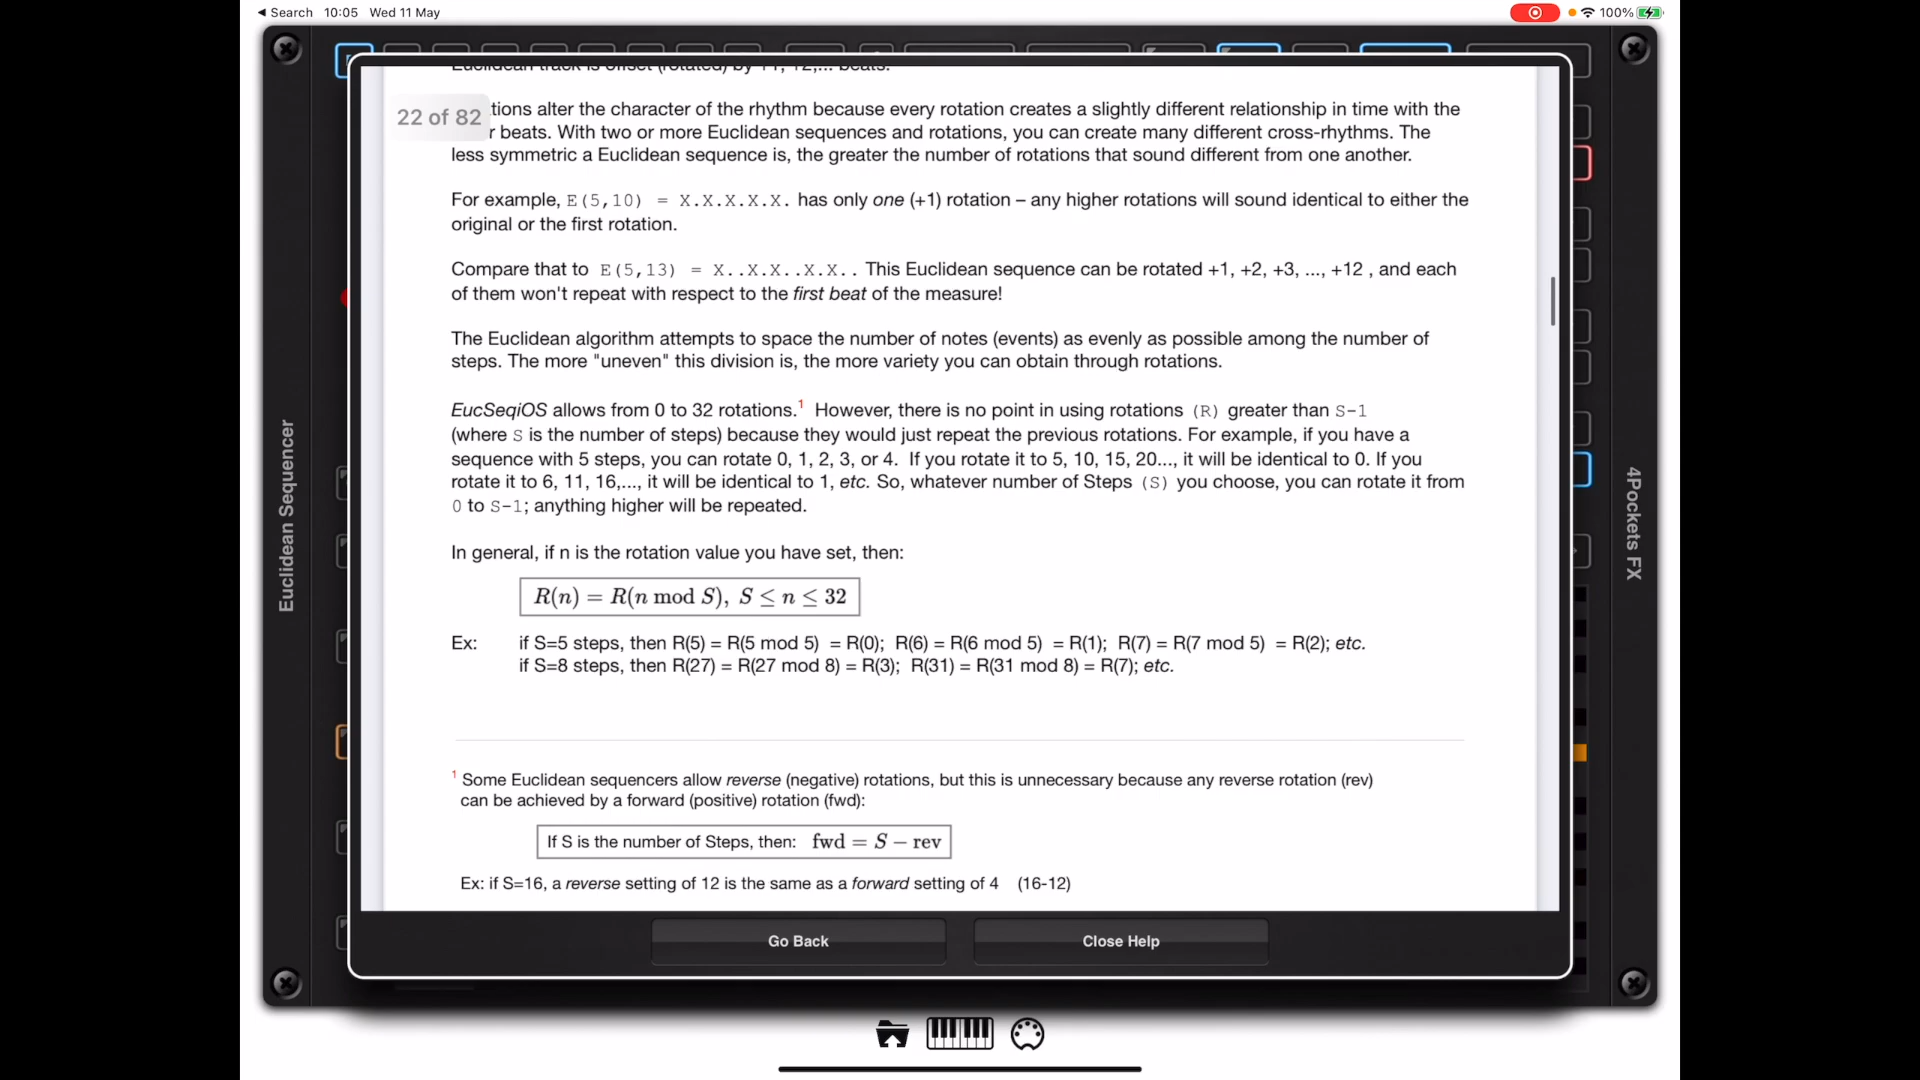 Search 10:05 Wed 11 May
100%
Euclidean track is offset (rotated) by +1, +2,... beats.
22 of 82
tions alter the character of the rhythm because every rotation creates a slightly different relationship in time with the
r beats. With two or more Euclidean sequences and rotations, you can create many different cross-rhythms. The
less symmetric a Euclidean sequence is, the greater the number of rotations that sound different from one another.
For example, E(5,10) = X.X.X.X.X. has only one (+1) rotation – any higher rotations will sound identical to either the
original or the first rotation.
Compare that to E(5,13) = X..X.X..X.X.. This Euclidean sequence can be rotated +1, +2, +3, ..., +12 , and each
of them won't repeat with respect to the first beat of the measure!
The Euclidean algorithm attempts to space the number of notes (events) as evenly as possible among the number of
steps. The more "uneven" this division is, the more variety you can obtain through rotations.
EucSeqiOS allows from 0 to 32 rotations.1 However, there is no point in using rotations (R) greater than S-1
(where S is the number of steps) because they would just repeat the previous rotations. For example, if you have a
sequence with 5 steps, you can rotate 0, 1, 2, 3, or 4. If you rotate it to 5, 10, 15, 20..., it will be identical to 0. If you
rotate it to 6, 11, 16,..., it will be identical to 1, etc. So, whatever number of Steps (S) you choose, you can rotate it from
0 to S-1; anything higher will be repeated.
In general, if n is the rotation value you have set, then:
R(n) = R(n mod S), S ≤ n ≤ 32
Ex: if S=5 steps, then R(5) = R(5 mod 5) = R(0); R(6) = R(6 mod 5) = R(1); R(7) = R(7 mod 5) = R(2); etc.
if S=8 steps, then R(27) = R(27 mod 8) = R(3); R(31) = R(31 mod 8) = R(7); etc.
1 Some Euclidean sequencers allow reverse (negative) rotations, but this is unnecessary because any reverse rotation (rev)
can be achieved by a forward (positive) rotation (fwd):
If S is the number of Steps, then: fwd = S − rev
Ex: if S=16, a reverse setting of 12 is the same as a forward setting of 4 (16-12)
Go Back
Close Help
Euclidean Sequencer
4Pockets FX